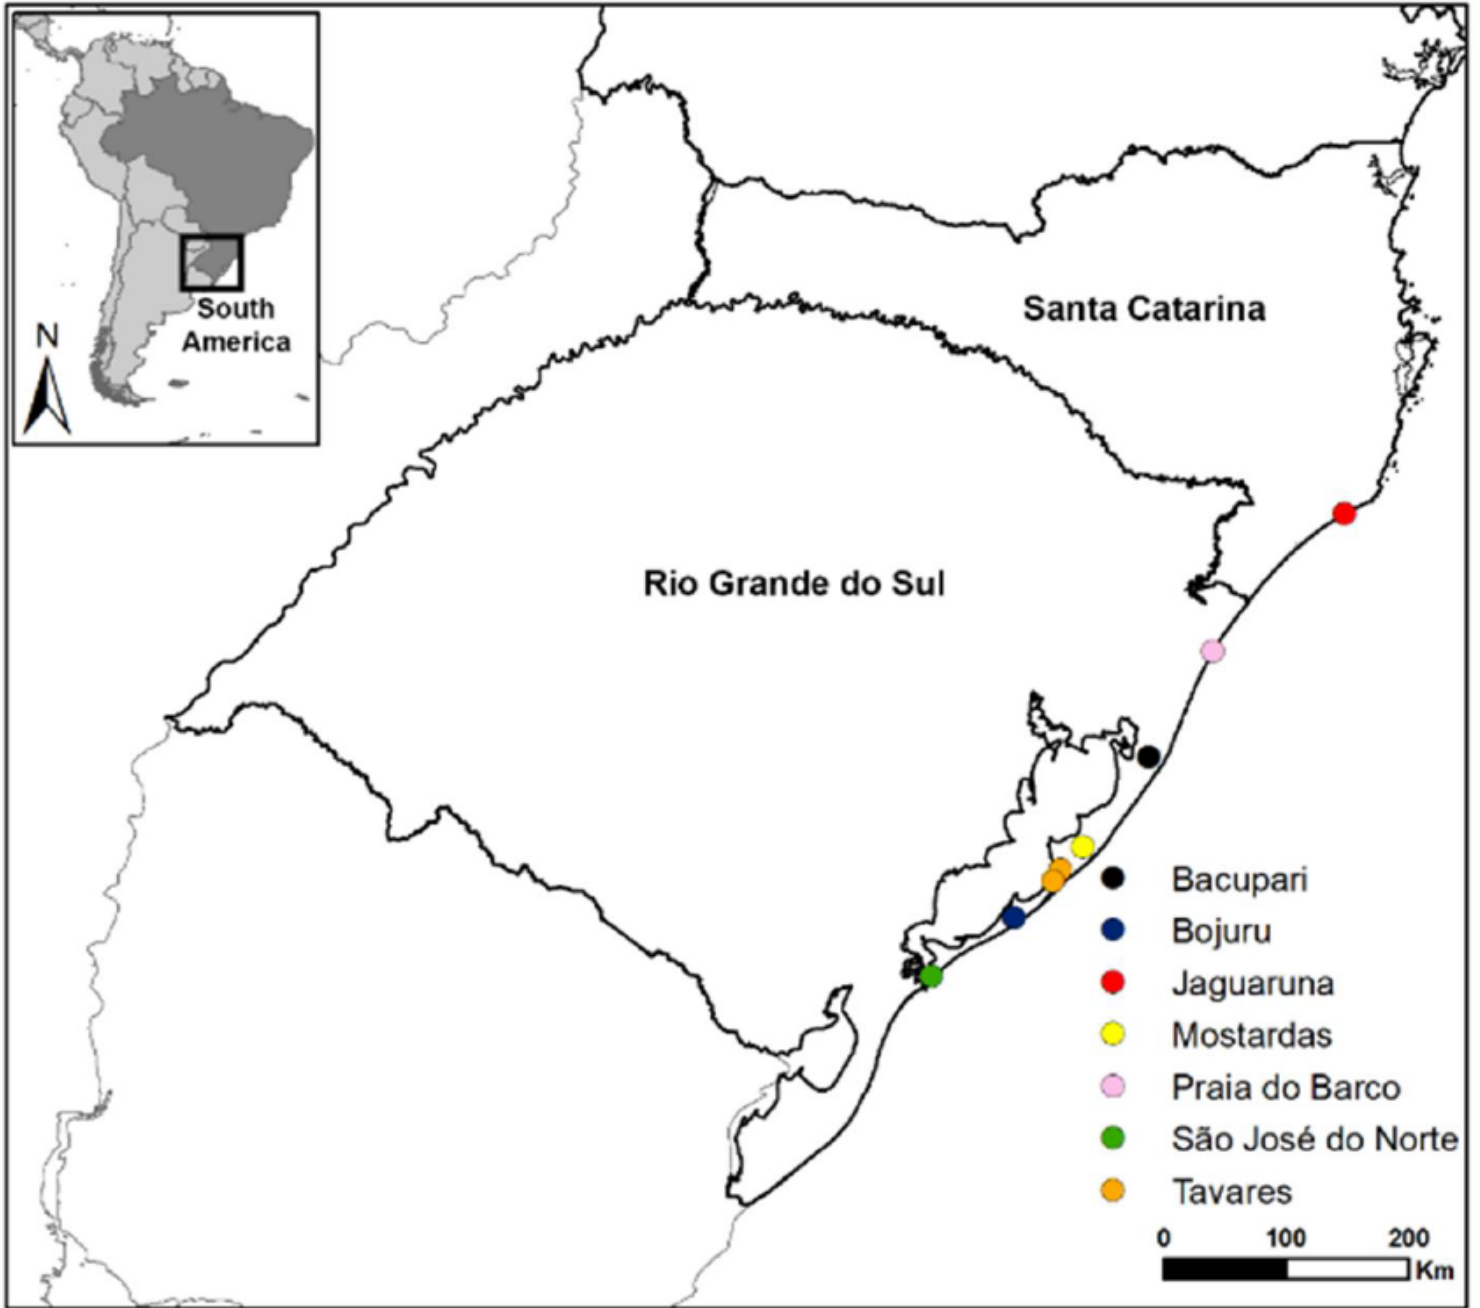 N
South
America
Santa Catarina
Rio Grande do Sul
Bacupari
Bojuru
Jaguaruna
Mostardas
Praia do Barco
São José do Norte
Tavares
0 100 200
Km